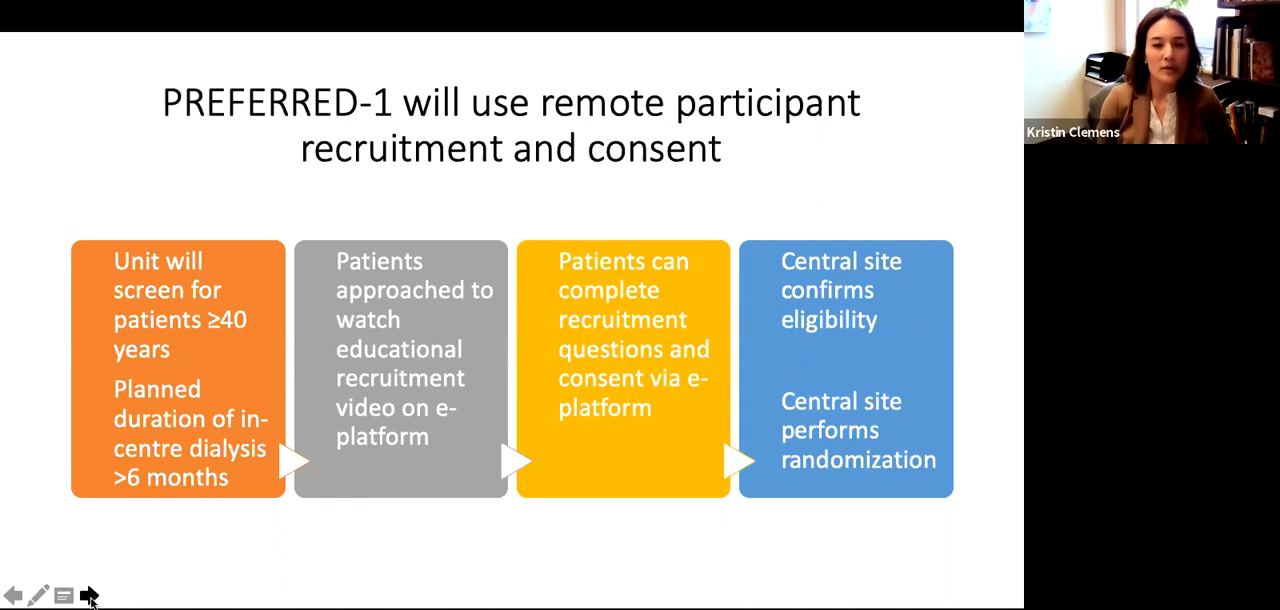 PREFERRED-1 will use remote participant
recruitment and consent
Unit will
screen for
patients ≥40
years
Planned
duration of in-
centre dialysis
>6 months
Patients
approached to
watch
educational
recruitment
video on e-
platform
Patients can
complete
recruitment
questions and
consent via e-
platform
Central site
confirms
eligibility
Central site
performs
randomization
Kristin Clemens